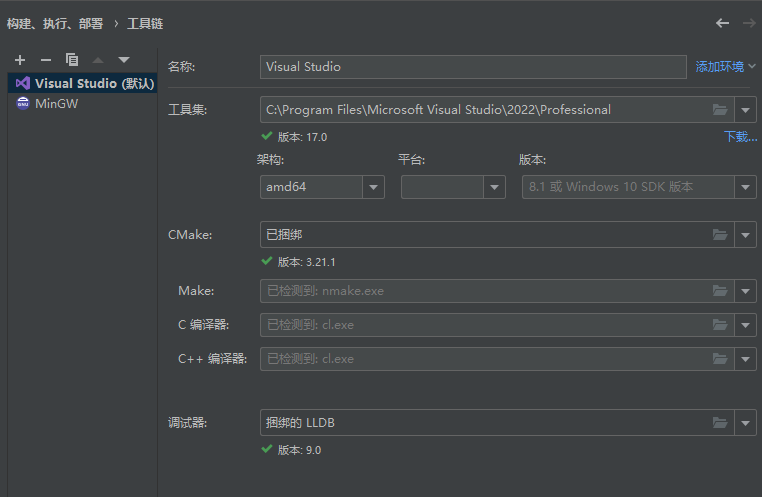 构建、执行、部署 › 工具链
Visual Studio (默认)
MinGW
名称: Visual Studio 添加环境
工具集: C:\Program Files\Microsoft Visual Studio\2022\Professional
版本: 17.0 下载...
架构: 平台: 版本:
amd64 8.1 或 Windows 10 SDK 版本
CMake: 已捆绑
版本: 3.21.1
Make: 已检测到: nmake.exe
C 编译器: 已检测到: cl.exe
C++ 编译器: 已检测到: cl.exe
调试器: 捆绑的 LLDB
版本: 9.0